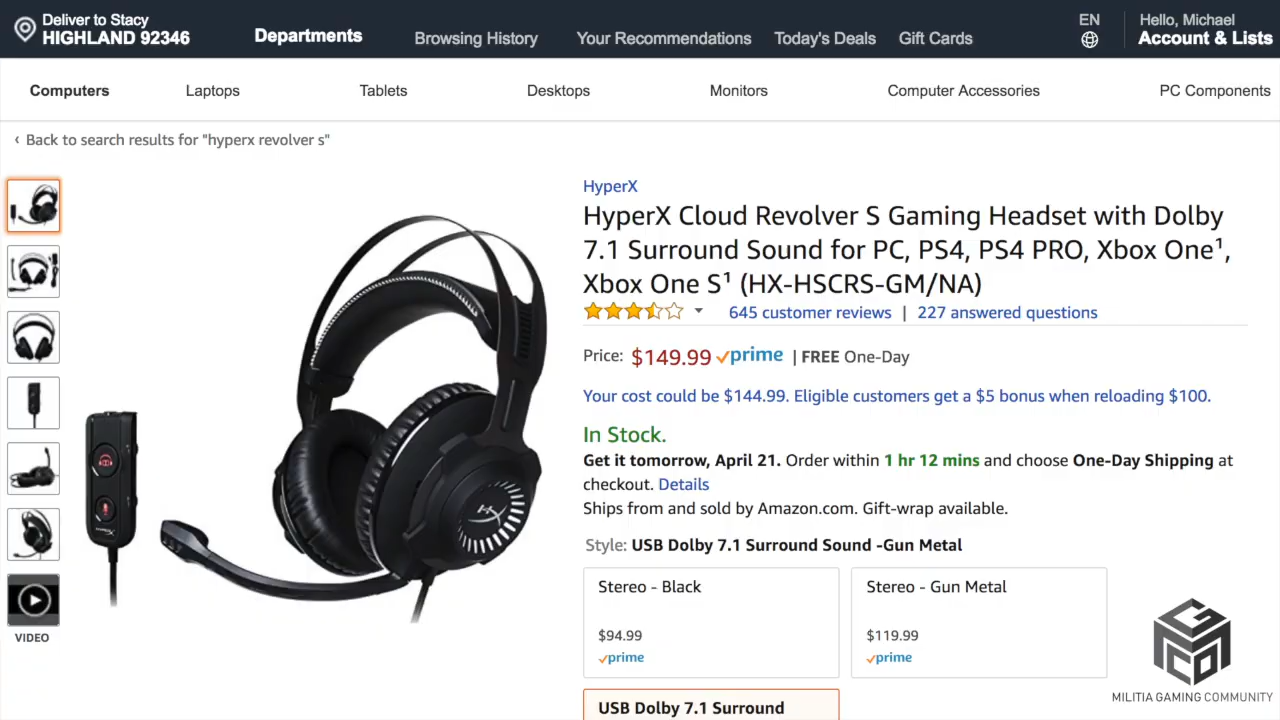 Deliver to Stacy
HIGHLAND 92346
Departments
Browsing History
Your Recommendations
Today's Deals
Gift Cards
EN
Hello, Michael
Account & Lists
Computers
Laptops
Tablets
Desktops
Monitors
Computer Accessories
PC Components
‹ Back to search results for "hyperx revolver s"
HyperX
HyperX Cloud Revolver S Gaming Headset with Dolby
7.1 Surround Sound for PC, PS4, PS4 PRO, Xbox One¹,
Xbox One S¹ (HX-HSCRS-GM/NA)
645 customer reviews | 227 answered questions
Price: $149.99 prime | FREE One-Day
Your cost could be $144.99. Eligible customers get a $5 bonus when reloading $100.
In Stock.
Get it tomorrow, April 21. Order within 1 hr 12 mins and choose One-Day Shipping at
checkout. Details
Ships from and sold by Amazon.com. Gift-wrap available.
Style: USB Dolby 7.1 Surround Sound -Gun Metal
Stereo - Black
$94.99
prime
Stereo - Gun Metal
$119.99
prime
USB Dolby 7.1 Surround
VIDEO
HYPERX
HX
MGCO
MILITIA GAMING COMMUNITY